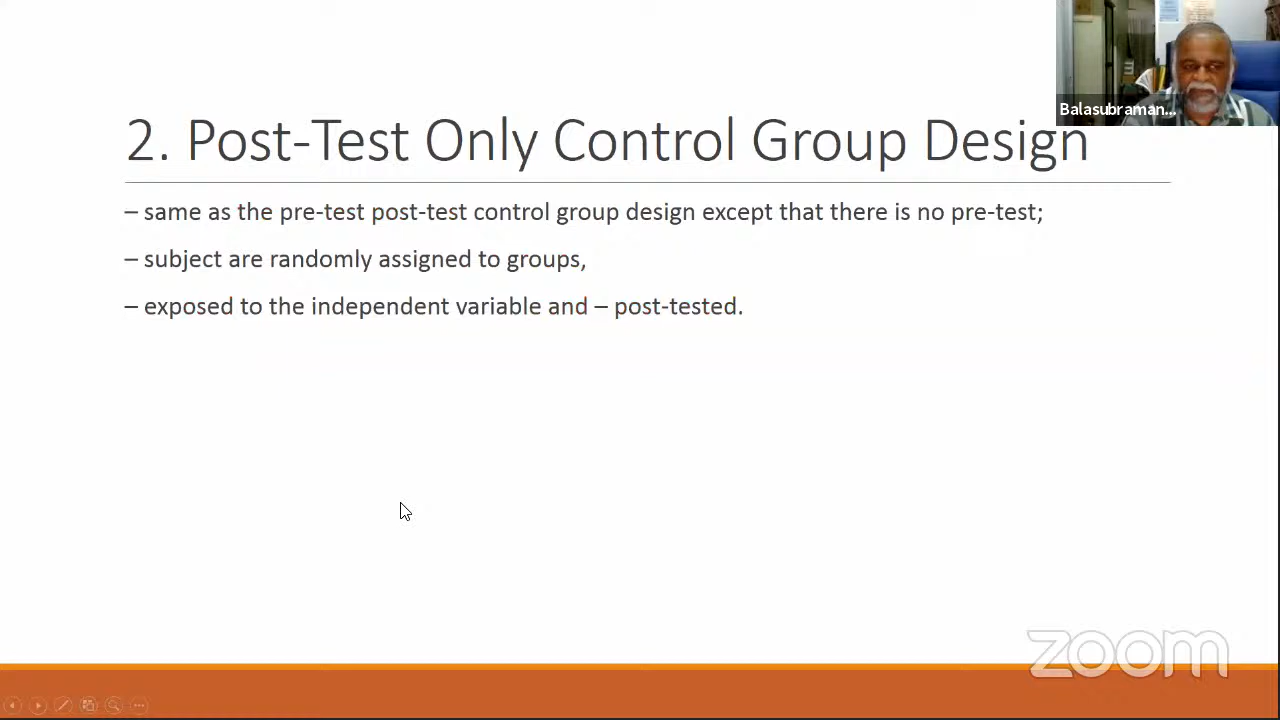 Balasubraman...
2. Post-Test Only Control Group Design
– same as the pre-test post-test control group design except that there is no pre-test;
– subject are randomly assigned to groups,
– exposed to the independent variable and – post-tested.
zoom